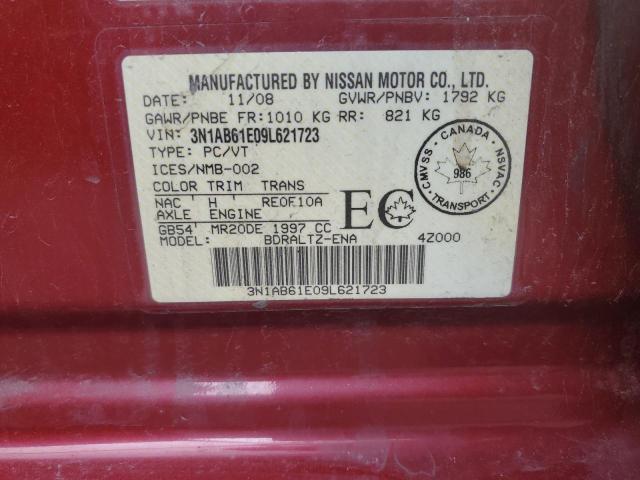 MANUFACTURED BY NISSAN MOTOR CO., LTD.
DATE: 11/08 GVWR/PNBV: 1792 KG
GAWR/PNBE FR:1010 KG RR: 821 KG
VIN: 3N1AB61E09L621723
TYPE: PC/VT
ICES/NMB-002
COLOR TRIM TRANS
NAC ' H ' RE0F10A
AXLE ENGINE
GB54' MR20DE 1997 CC
MODEL: BDRALTZ-ENA 4Z000
EC
CANADA
CMVSS · NSVAC
986
TRANSPORT
3N1AB61E09L621723